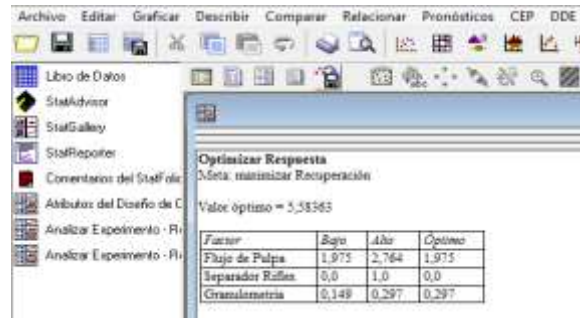 Archivo Editar Graficar Describir Comparar Relacionar Pronósticos CEP DDE
Libro de Datos
StatAdvisor
StatGallery
StatReporter
Comentarios del StatFolio
Atributos del Diseño de
Analizar Experimento - R
Analizar Experimento - R
Optimizar Respuesta
Meta: maximizar Recuperación
Valor óptimo = 5,58363
Factor Bajo Alto Óptimo
Flujo de Pulpa 1,975 2,764 1,975
Separador Rifles 0,0 1,0 0,0
Granulometria 0,149 0,297 0,297